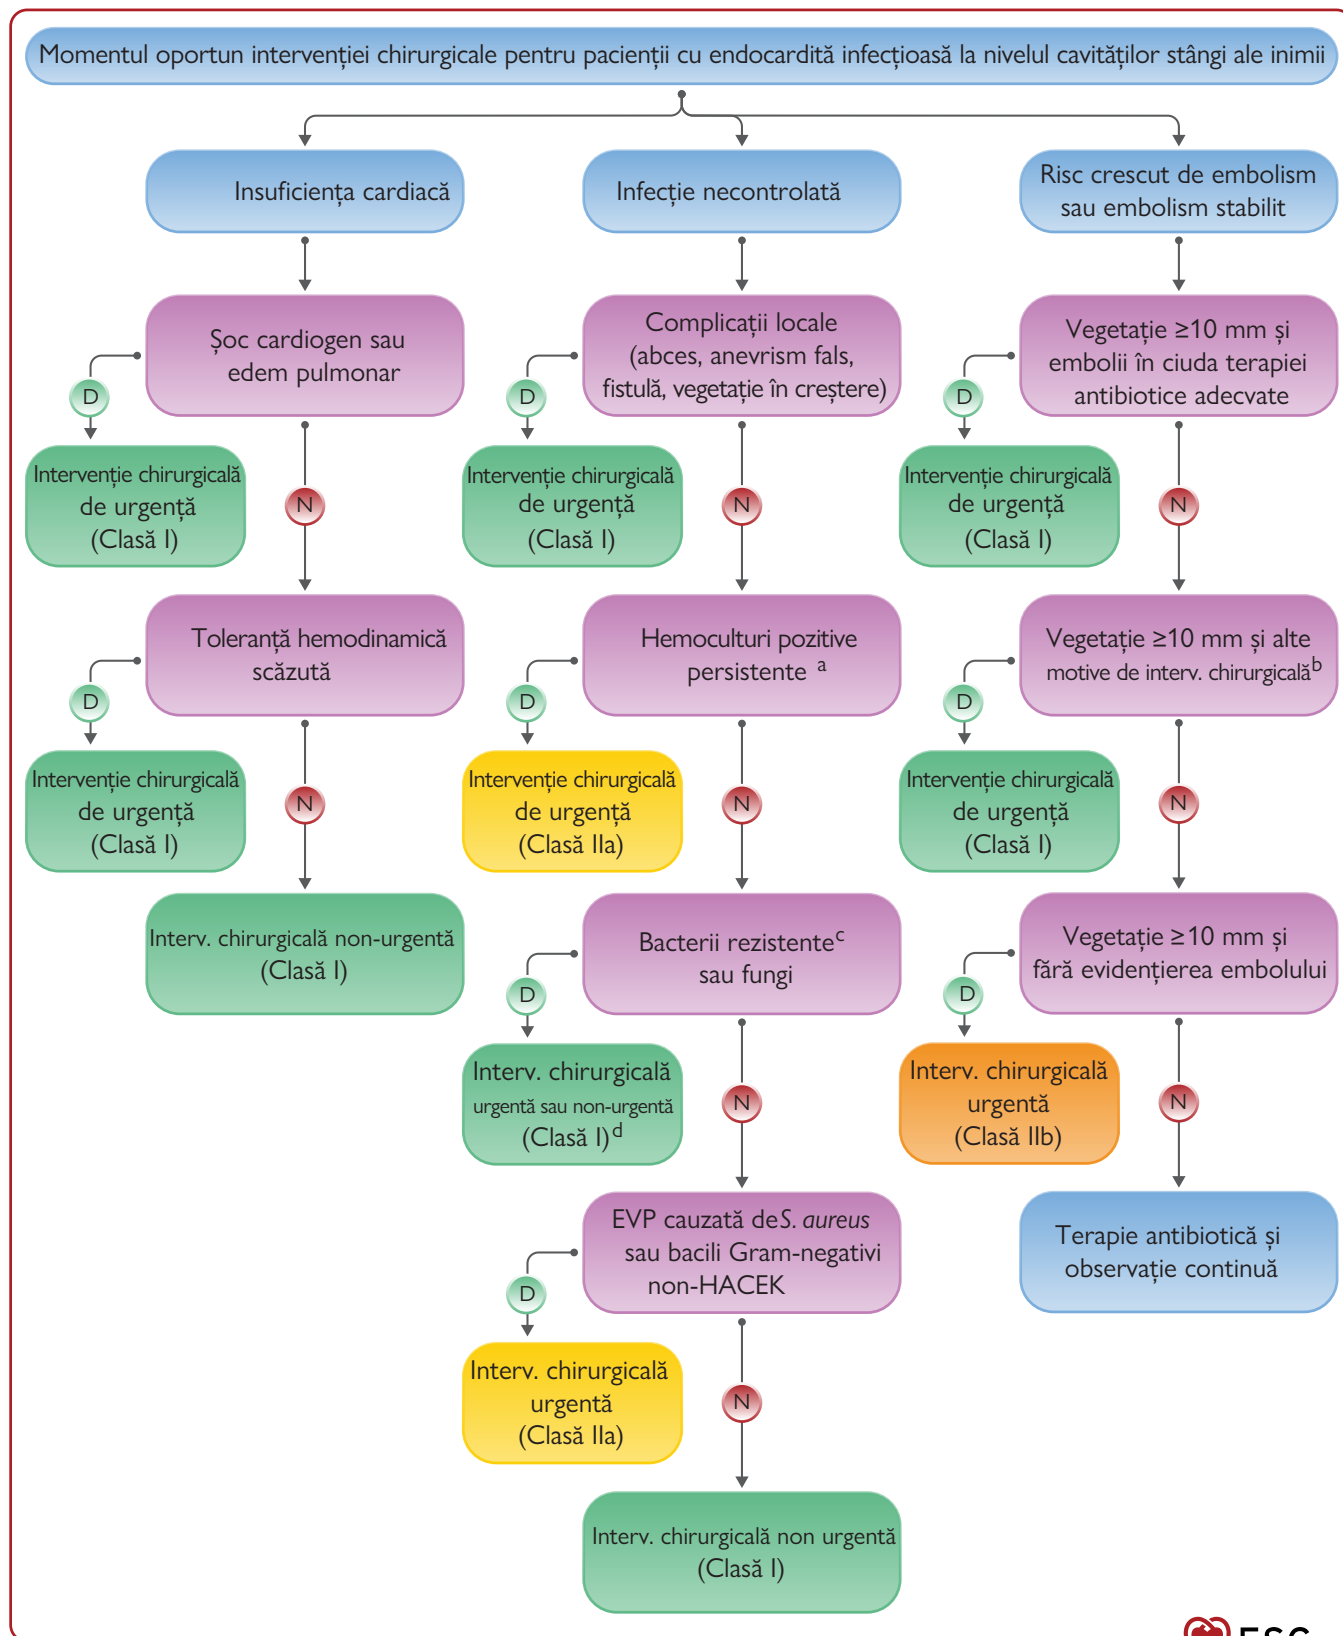 Momentul oportun intervenției chirurgicale pentru pacienții cu endocardită infecțioasă la nivelul cavităților stângi ale inimii
Insuficiența cardiacă
Infecție necontrolată
Risc crescut de embolism
sau embolism stabilit
Șoc cardiogen sau
edem pulmonar
Complicații locale
(abces, anevrism fals,
fistulă, vegetație în creștere)
Vegetație ≥10 mm și
embolii în ciuda terapiei
antibiotice adecvate
D
D
D
Intervenție chirurgicală
de urgență
(Clasă I)
N
Intervenție chirurgicală
de urgență
(Clasă I)
N
Intervenție chirurgicală
de urgență
(Clasă I)
N
Toleranță hemodinamică
scăzută
Hemoculturi pozitive
persistente a
Vegetație ≥10 mm și alte
motive de interv. chirurgicală b
D
D
D
Intervenție chirurgicală
de urgență
(Clasă I)
N
Intervenție chirurgicală
de urgență
(Clasă IIa)
N
Intervenție chirurgicală
de urgență
(Clasă I)
N
Interv. chirurgicală non-urgentă
(Clasă I)
Bacterii rezistente c
sau fungi
Vegetație ≥10 mm și
fără evidențierea embolului
D
D
Interv. chirurgicală
urgentă sau non-urgentă
(Clasă I) d
N
Interv. chirurgicală
urgentă
(Clasă IIb)
N
EVP cauzată de S. aureus
sau bacili Gram-negativi
non-HACEK
Terapie antibiotică și
observație continuă
D
Interv. chirurgicală
urgentă
(Clasă IIa)
N
Interv. chirurgicală non urgentă
(Clasă I)
ESC